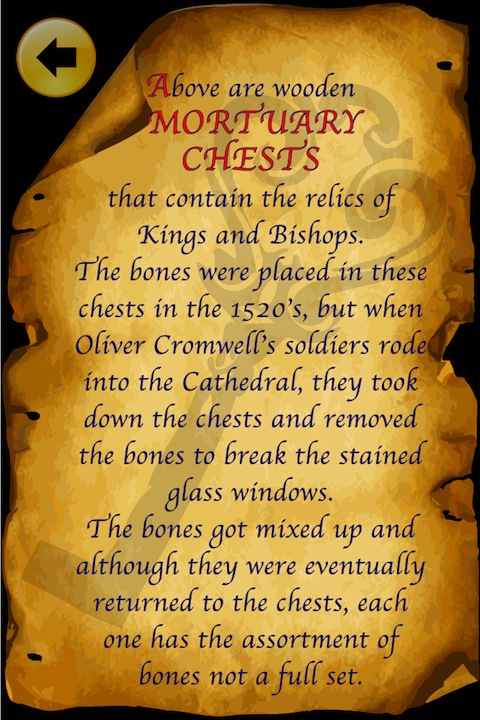 Above are wooden
MORTUARY
CHESTS
that contain the relics of
Kings and Bishops.
The bones were placed in these
chests in the 1520's, but when
Oliver Cromwell's soldiers rode
into the Cathedral, they took
down the chests and removed
the bones to break the stained
glass windows.
The bones got mixed up and
although they were eventually
returned to the chests, each
one has the assortment of
bones not a full set.